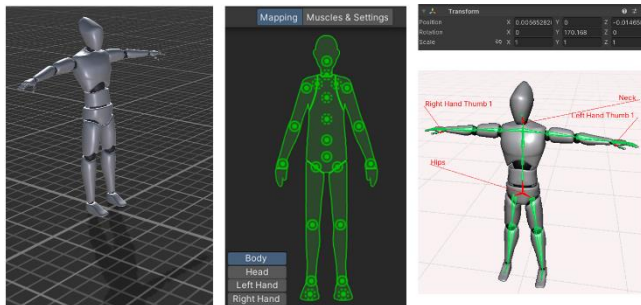 Mapping Muscles & Settings
Body
Head
Left Hand
Right Hand
Transform
Position X 0.005652820 Y 0 Z -0.01465
Rotation X 0 Y 170.168 Z 0
Scale X 1 Y 1 Z 1
Neck
Right Hand Thumb 1
Left Hand Thumb 1
Hips